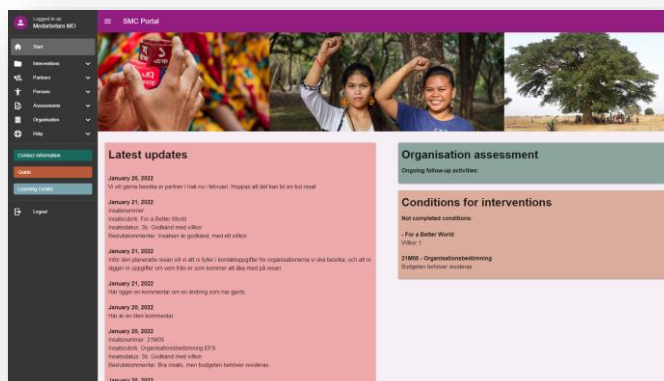 Logged in as
Medarbetare MO
SMC Portal
Start
Interventions
Partners
Persons
Assessments
Organisation
Help
Contact information
Guide
Learning Centre
Logout
Latest updates
January 26, 2022
Vi vill gärna besöka er partner i Irak nu i februari. Hoppas att det kan bli en kul resa!
January 21, 2022
Insatsnummer:
Insatsrubrik: For a Better World
Insatsstatus: 3b. Godkänd med villkor
Beslutskommentar: Insatsen är godkänd, med ett villkor
January 21, 2022
Inför den planerade resan vill vi att ni fyller i kontaktuppgifter för organisationerna vi ska besöka, och att ni
lägger in uppgifter om vem från er som kommer att åka med på resan.
January 21, 2022
Här ligger en kommentar om en ändring som har gjorts.
January 20, 2022
Här är en liten kommentar
January 20, 2022
Insatsnummer: 21M05
Insatsrubrik: Organisationsbedömning EFS
Insatsstatus: 3b. Godkänd med villkor
Beslutskommentar: Bra insats, men budgeten behöver revideras.
January 20, 2022
Organisation assessment
Ongoing follow-up activities:
Conditions for interventions
Not completed conditions:
- For a Better World
Villkor 1
21M05 - Organisationsbedömning
Budgeten behöver revideras